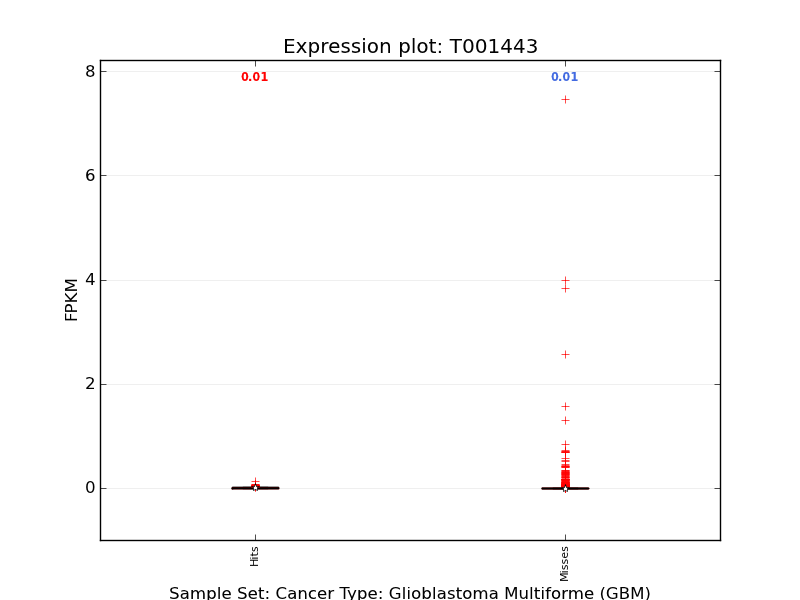 Expression plot: T001443
0.01
0.01
8
6
4
2
0
FPKM
Hits
Misses
Sample Set: Cancer Type: Glioblastoma Multiforme (GBM)